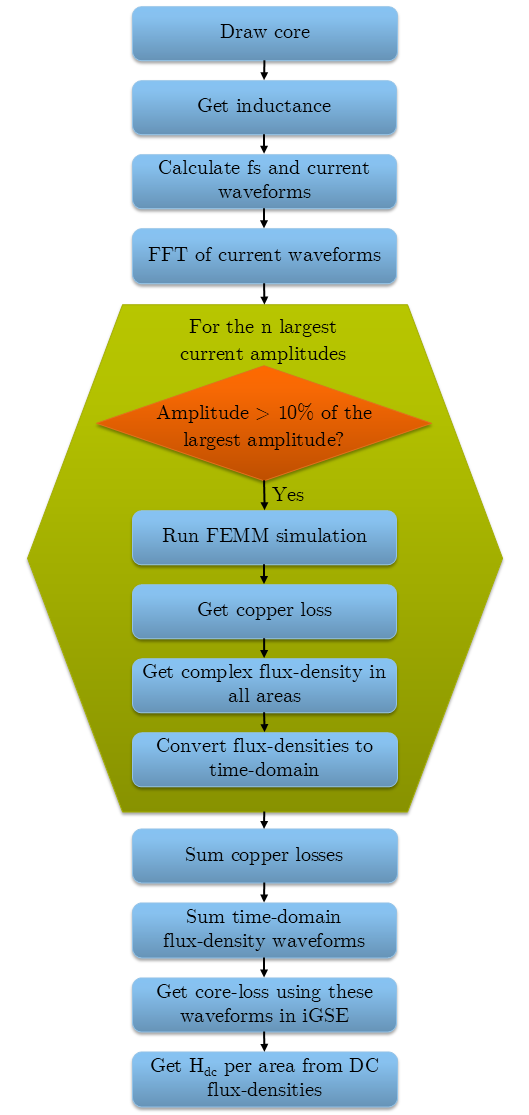 Draw core
Get inductance
Calculate fs and current
waveforms
FFT of current waveforms
For the n largest
current amplitudes
Amplitude > 10% of the
largest amplitude?
Yes
Run FEMM simulation
Get copper loss
Get complex flux-density in
all areas
Convert flux-densities to
time-domain
Sum copper losses
Sum time-domain
flux-density waveforms
Get core-loss using these
waveforms in iGSE
Get H_dc per area from DC
flux-densities